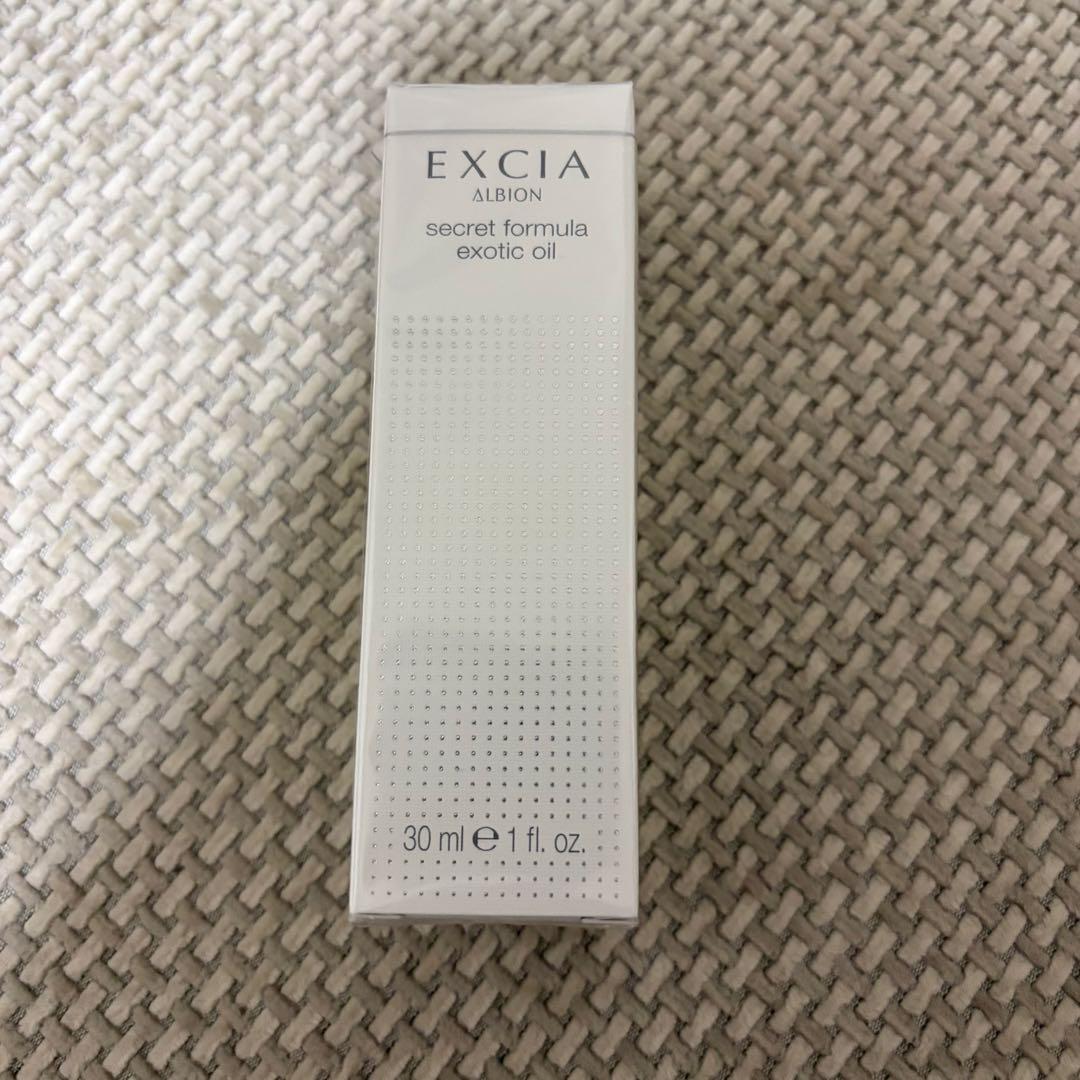 EXCIA
ALBION
secret formula
exotic oil
30 ml ℮ 1 fl. oz.